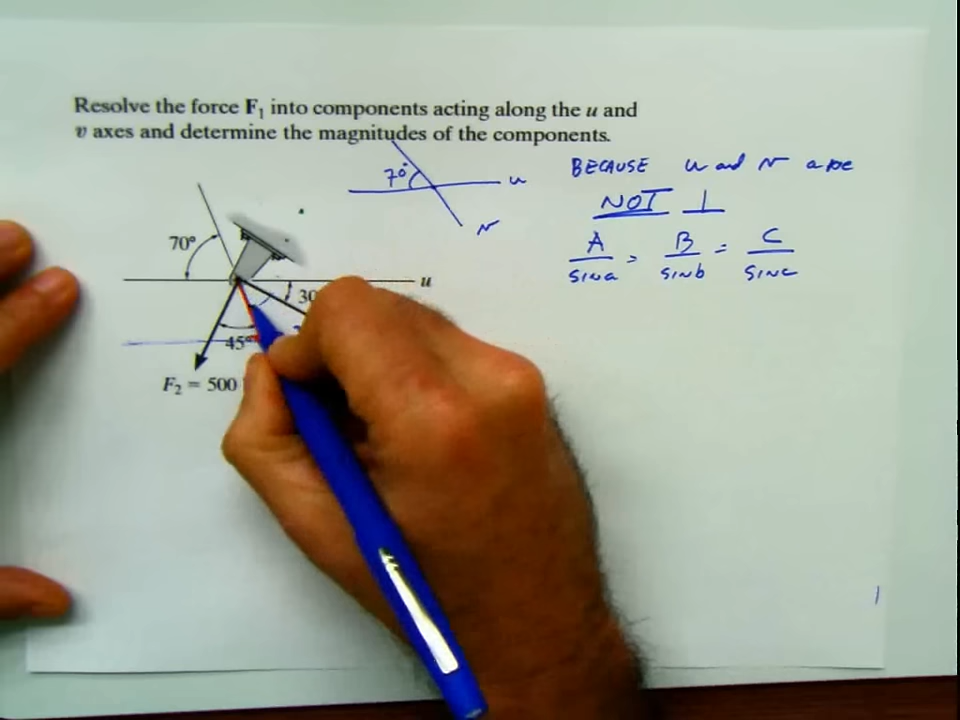 Resolve the force F₁ into components acting along the u and
v axes and determine the magnitudes of the components.
BECAUSE u and v are
NOT ⊥
70° u
v
A/sin a = B/sin b = C/sin c
70°
u
30
45°
F₂ = 500